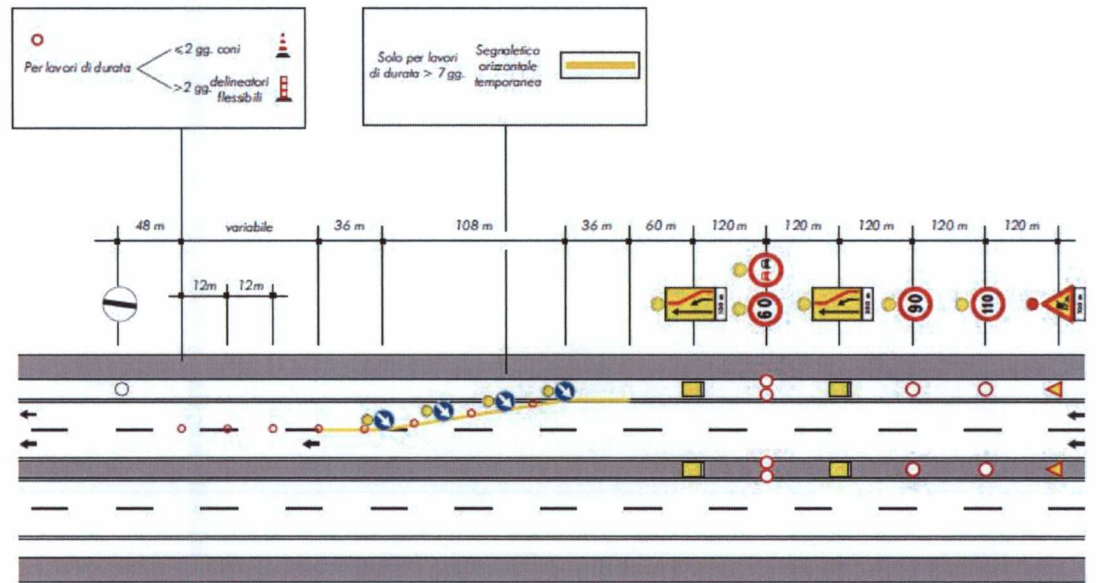 Per lavori di durata
≤2 gg. coni
>2 gg. delineatori
flessibili
Solo per lavori
di durata > 7 gg.
Segnaletica
orizzontale
temporanea
48 m
variabile
36 m
108 m
36 m
60 m
120 m
120 m
120 m
120 m
120 m
12m
12m
60
90
110